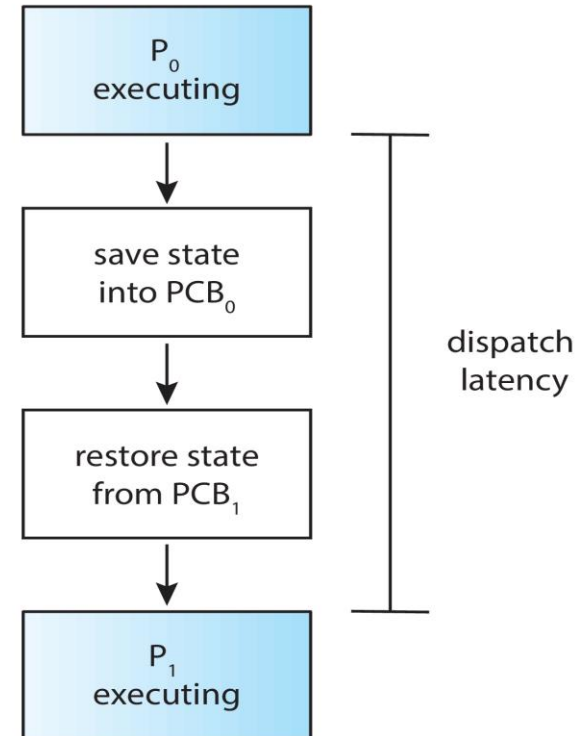 P₀
executing
save state
into PCB₀
dispatch
latency
restore state
from PCB₁
P₁
executing